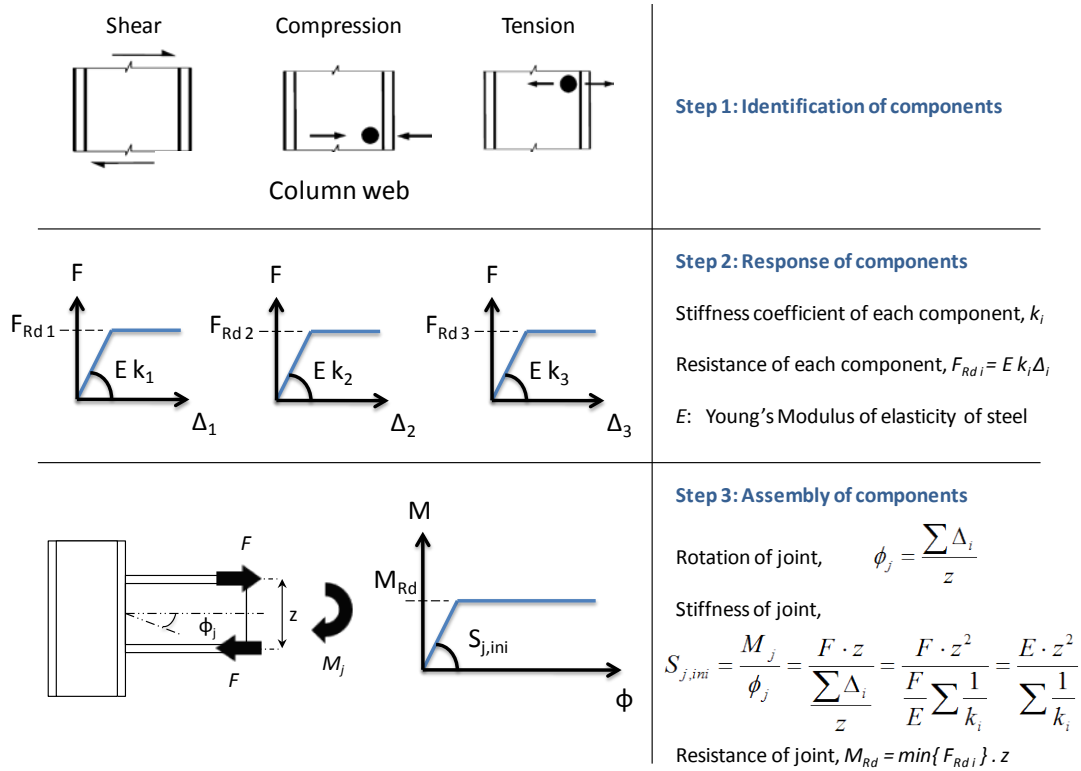 Shear
Compression
Tension
Column web
Step 1: Identification of components
F
F_Rd 1
E k_1
Δ_1
F
F_Rd 2
E k_2
Δ_2
F
F_Rd 3
E k_3
Δ_3
Step 2: Response of components
Stiffness coefficient of each component, k_i
Resistance of each component, F_Rd i = E k_i Δ_i
E: Young's Modulus of elasticity of steel
F
z
ϕ_j
F
M_j
M
M_Rd
S_j,ini
ϕ
Step 3: Assembly of components
Rotation of joint, ϕ_j = ∑Δ_i / z
Stiffness of joint,
S_j,ini = M_j / ϕ_j = F · z / (∑Δ_i / z) = F · z² / ((F / E) ∑ 1 / k_i) = E · z² / (∑ 1 / k_i)
Resistance of joint, M_Rd = min{ F_Rd i } . z